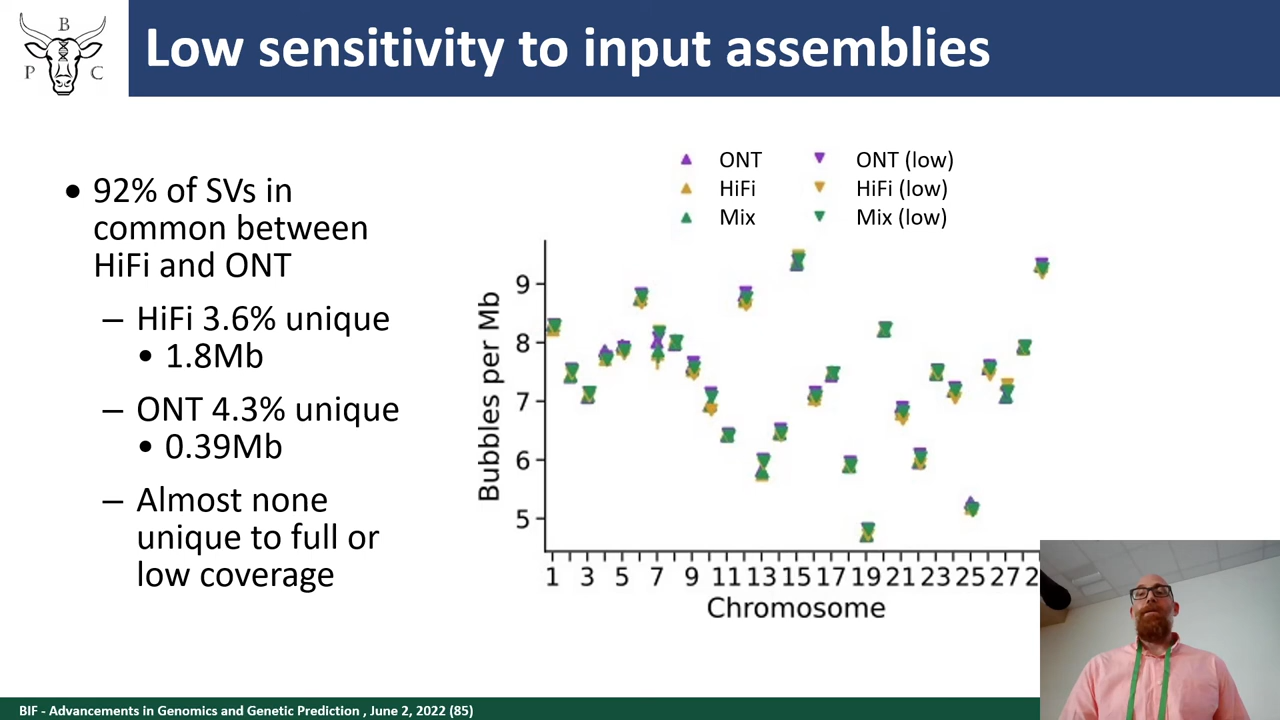 B
P C
Low sensitivity to input assemblies
• 92% of SVs in
common between
HiFi and ONT
– HiFi 3.6% unique
• 1.8Mb
– ONT 4.3% unique
• 0.39Mb
– Almost none
unique to full or
low coverage
ONT ONT (low)
HiFi HiFi (low)
Mix Mix (low)
Bubbles per Mb
9
8
7
6
5
1 3 5 7 9 11 13 15 17 19 21 23 25 27 2
Chromosome
BIF - Advancements in Genomics and Genetic Prediction , June 2, 2022 (85)